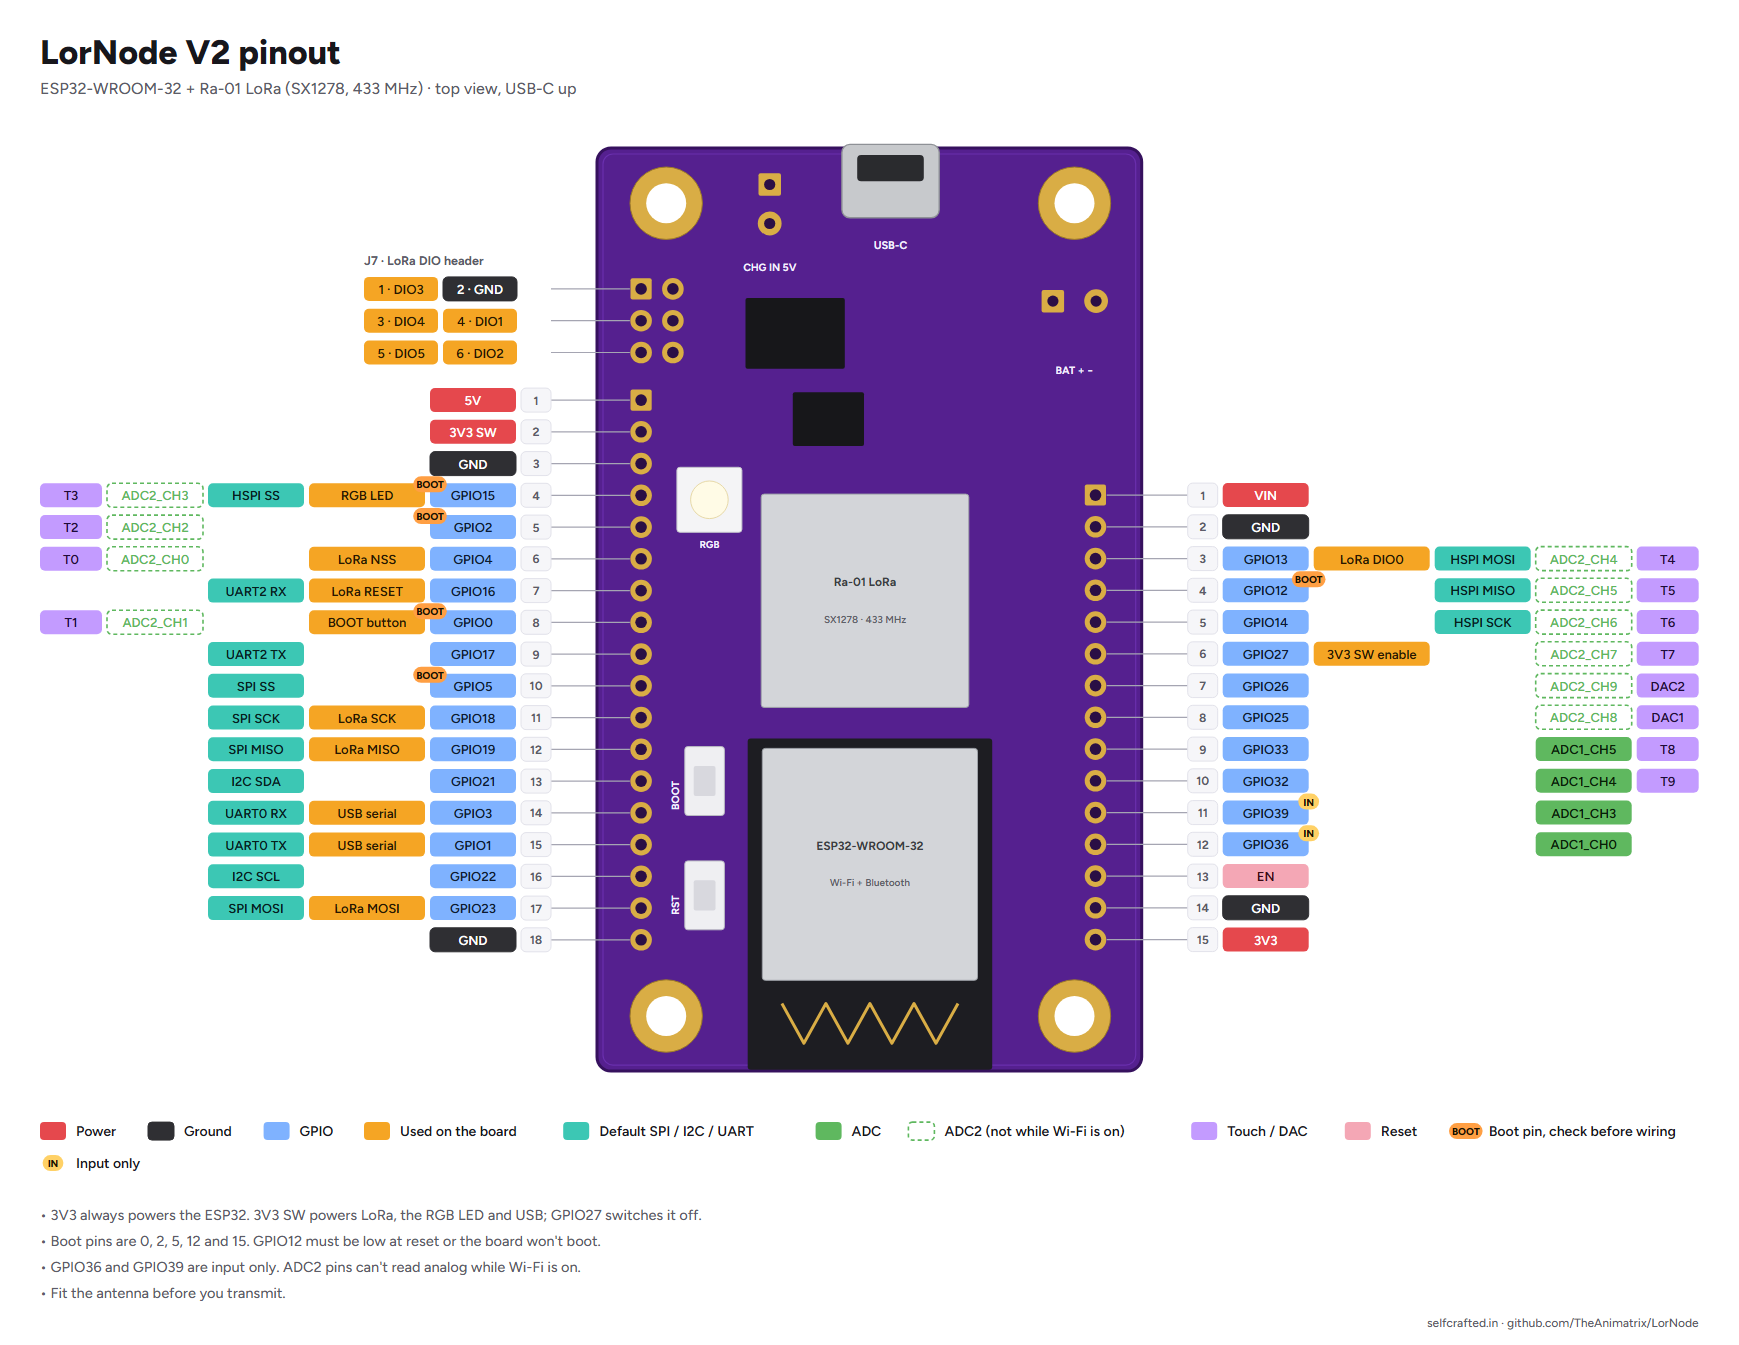 LorNode V2 pinout
ESP32-WROOM-32 + Ra-01 LoRa (SX1278, 433 MHz) · top view, USB-C up
USB-C
CHG IN 5V
BAT + -
J7 · LoRa DIO header
1 · DIO3 2 · GND
3 · DIO4 4 · DIO1
5 · DIO5 6 · DIO2
5V 1
3V3 SW 2
GND 3
T3 ADC2_CH3 HSPI SS RGB LED BOOT GPIO15 4
T2 ADC2_CH2 BOOT GPIO2 5
T0 ADC2_CH0 LoRa NSS GPIO4 6
UART2 RX LoRa RESET GPIO16 7
T1 ADC2_CH1 BOOT button BOOT GPIO0 8
UART2 TX GPIO17 9
SPI SS BOOT GPIO5 10
SPI SCK LoRa SCK GPIO18 11
SPI MISO LoRa MISO GPIO19 12
I2C SDA GPIO21 13
UART0 RX USB serial GPIO3 14
UART0 TX USB serial GPIO1 15
I2C SCL GPIO22 16
SPI MOSI LoRa MOSI GPIO23 17
GND 18
RGB
Ra-01 LoRa
SX1278 · 433 MHz
BOOT
RST
ESP32-WROOM-32
Wi-Fi + Bluetooth
1 VIN
2 GND
3 GPIO13 LoRa DIO0 HSPI MOSI ADC2_CH4 T4
4 GPIO12 BOOT HSPI MISO ADC2_CH5 T5
5 GPIO14 HSPI SCK ADC2_CH6 T6
6 GPIO27 3V3 SW enable ADC2_CH7 T7
7 GPIO26 ADC2_CH9 DAC2
8 GPIO25 ADC2_CH8 DAC1
9 GPIO33 ADC1_CH5 T8
10 GPIO32 ADC1_CH4 T9
11 GPIO39 IN ADC1_CH3
12 GPIO36 IN ADC1_CH0
13 EN
14 GND
15 3V3
Power Ground GPIO Used on the board Default SPI / I2C / UART ADC ADC2 (not while Wi-Fi is on) Touch / DAC Reset BOOT Boot pin, check before wiring
IN Input only
• 3V3 always powers the ESP32. 3V3 SW powers LoRa, the RGB LED and USB; GPIO27 switches it off.
• Boot pins are 0, 2, 5, 12 and 15. GPIO12 must be low at reset or the board won't boot.
• GPIO36 and GPIO39 are input only. ADC2 pins can't read analog while Wi-Fi is on.
• Fit the antenna before you transmit.
selfcrafted.in · github.com/TheAnimatrix/LorNode